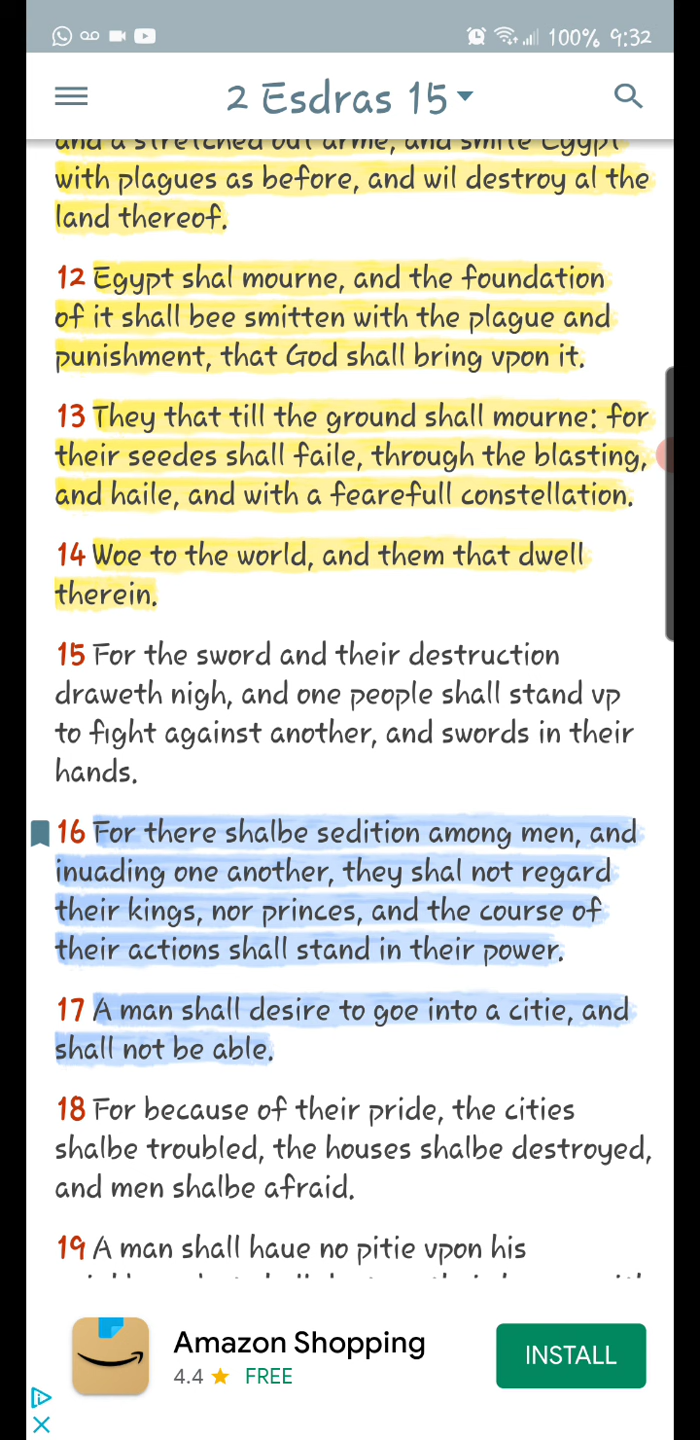 100% 9:32
2 Esdras 15
and a stretched out arme, and smite Egypt
with plagues as before, and wil destroy al the
land thereof.
12 Egypt shal mourne, and the foundation
of it shall bee smitten with the plague and
punishment, that God shall bring vpon it.
13 They that till the ground shall mourne: for
their seedes shall faile, through the blasting,
and haile, and with a fearefull constellation.
14 Woe to the world, and them that dwell
therein.
15 For the sword and their destruction
draweth nigh, and one people shall stand vp
to fight against another, and swords in their
hands.
16 For there shalbe sedition among men, and
inuading one another, they shal not regard
their kings, nor princes, and the course of
their actions shall stand in their power.
17 A man shall desire to goe into a citie, and
shall not be able.
18 For because of their pride, the cities
shalbe troubled, the houses shalbe destroyed,
and men shalbe afraid.
19 A man shall haue no pitie vpon his
Amazon Shopping
4.4 ★ FREE
INSTALL